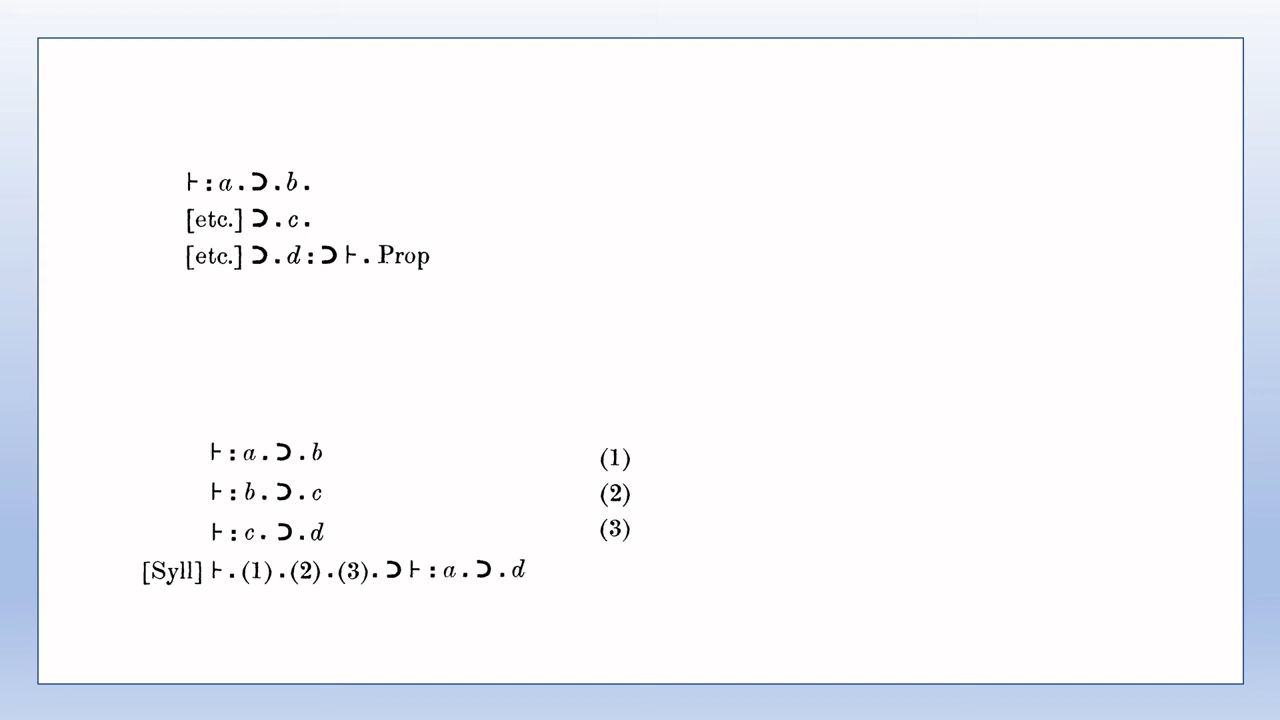 ⊢ : a . ⊃ . b .
[etc.] ⊃ . c .
[etc.] ⊃ . d : ⊃ ⊢ . Prop
⊢ : a . ⊃ . b (1)
⊢ : b . ⊃ . c (2)
⊢ : c . ⊃ . d (3)
[Syll] ⊢ . (1) . (2) . (3) . ⊃ ⊢ : a . ⊃ . d